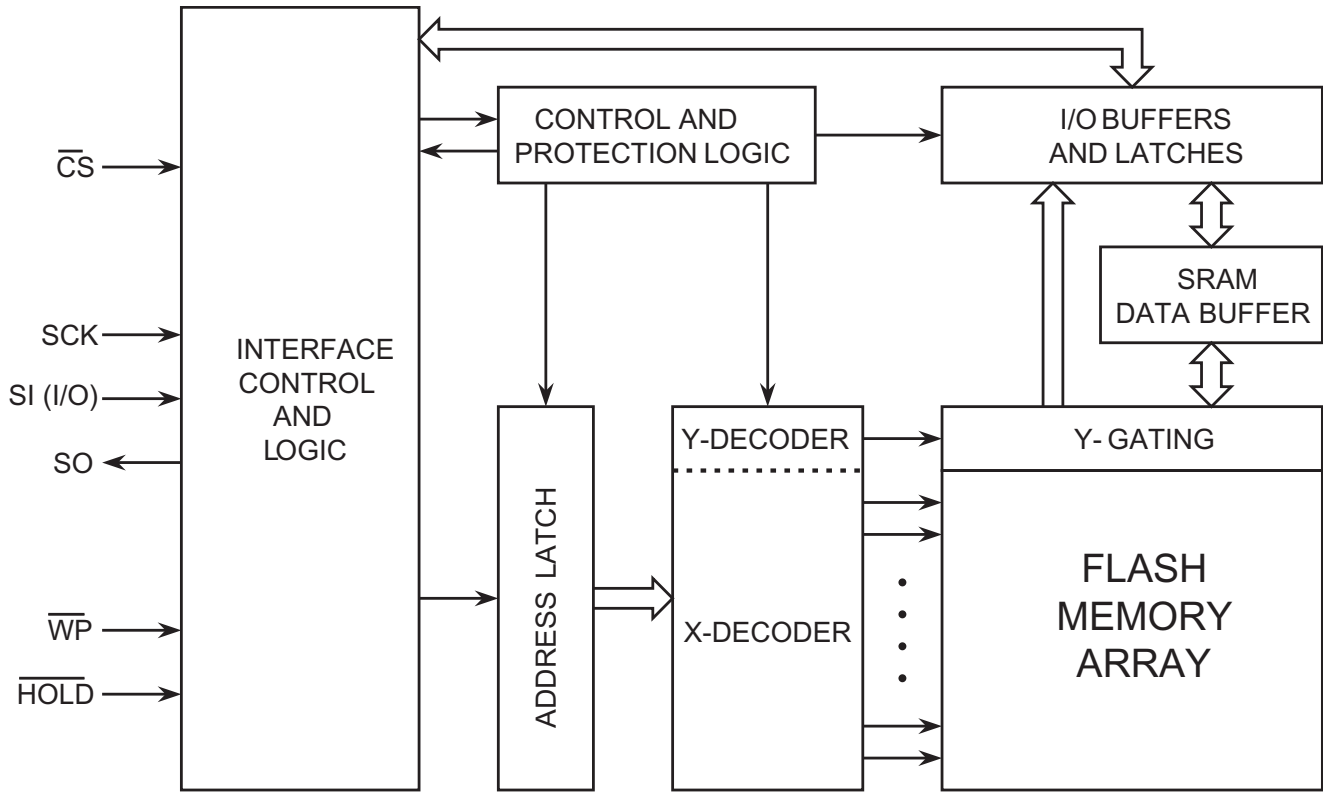 CONTROL AND
PROTECTION LOGIC
I/O BUFFERS
AND LATCHES
CS
SRAM
DATA BUFFER
SCK
SI (I/O)
SO
INTERFACE
CONTROL
AND
LOGIC
Y-DECODER
Y- GATING
ADDRESS LATCH
X-DECODER
FLASH
MEMORY
ARRAY
WP
HOLD